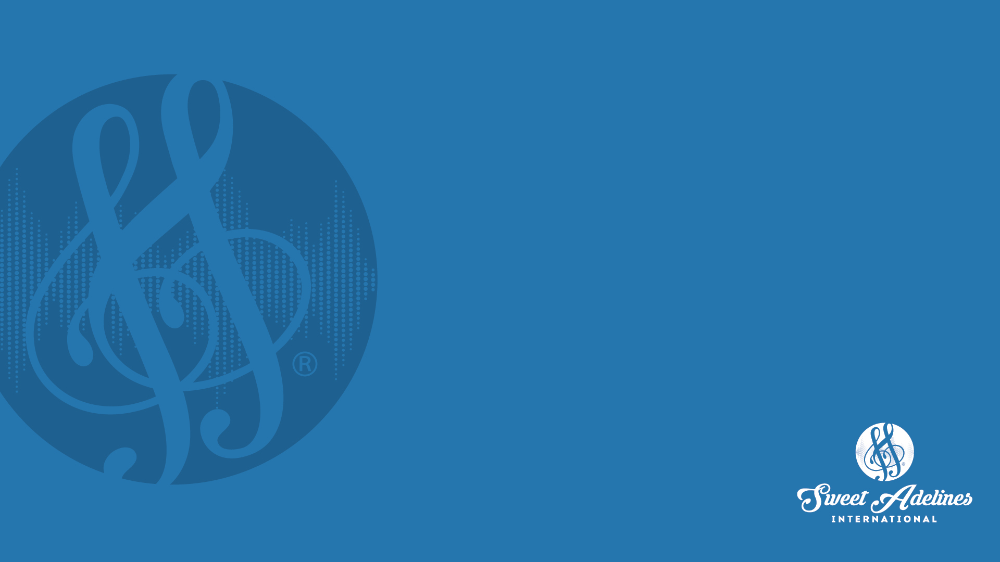 ®
®
Sweet Adelines
INTERNATIONAL